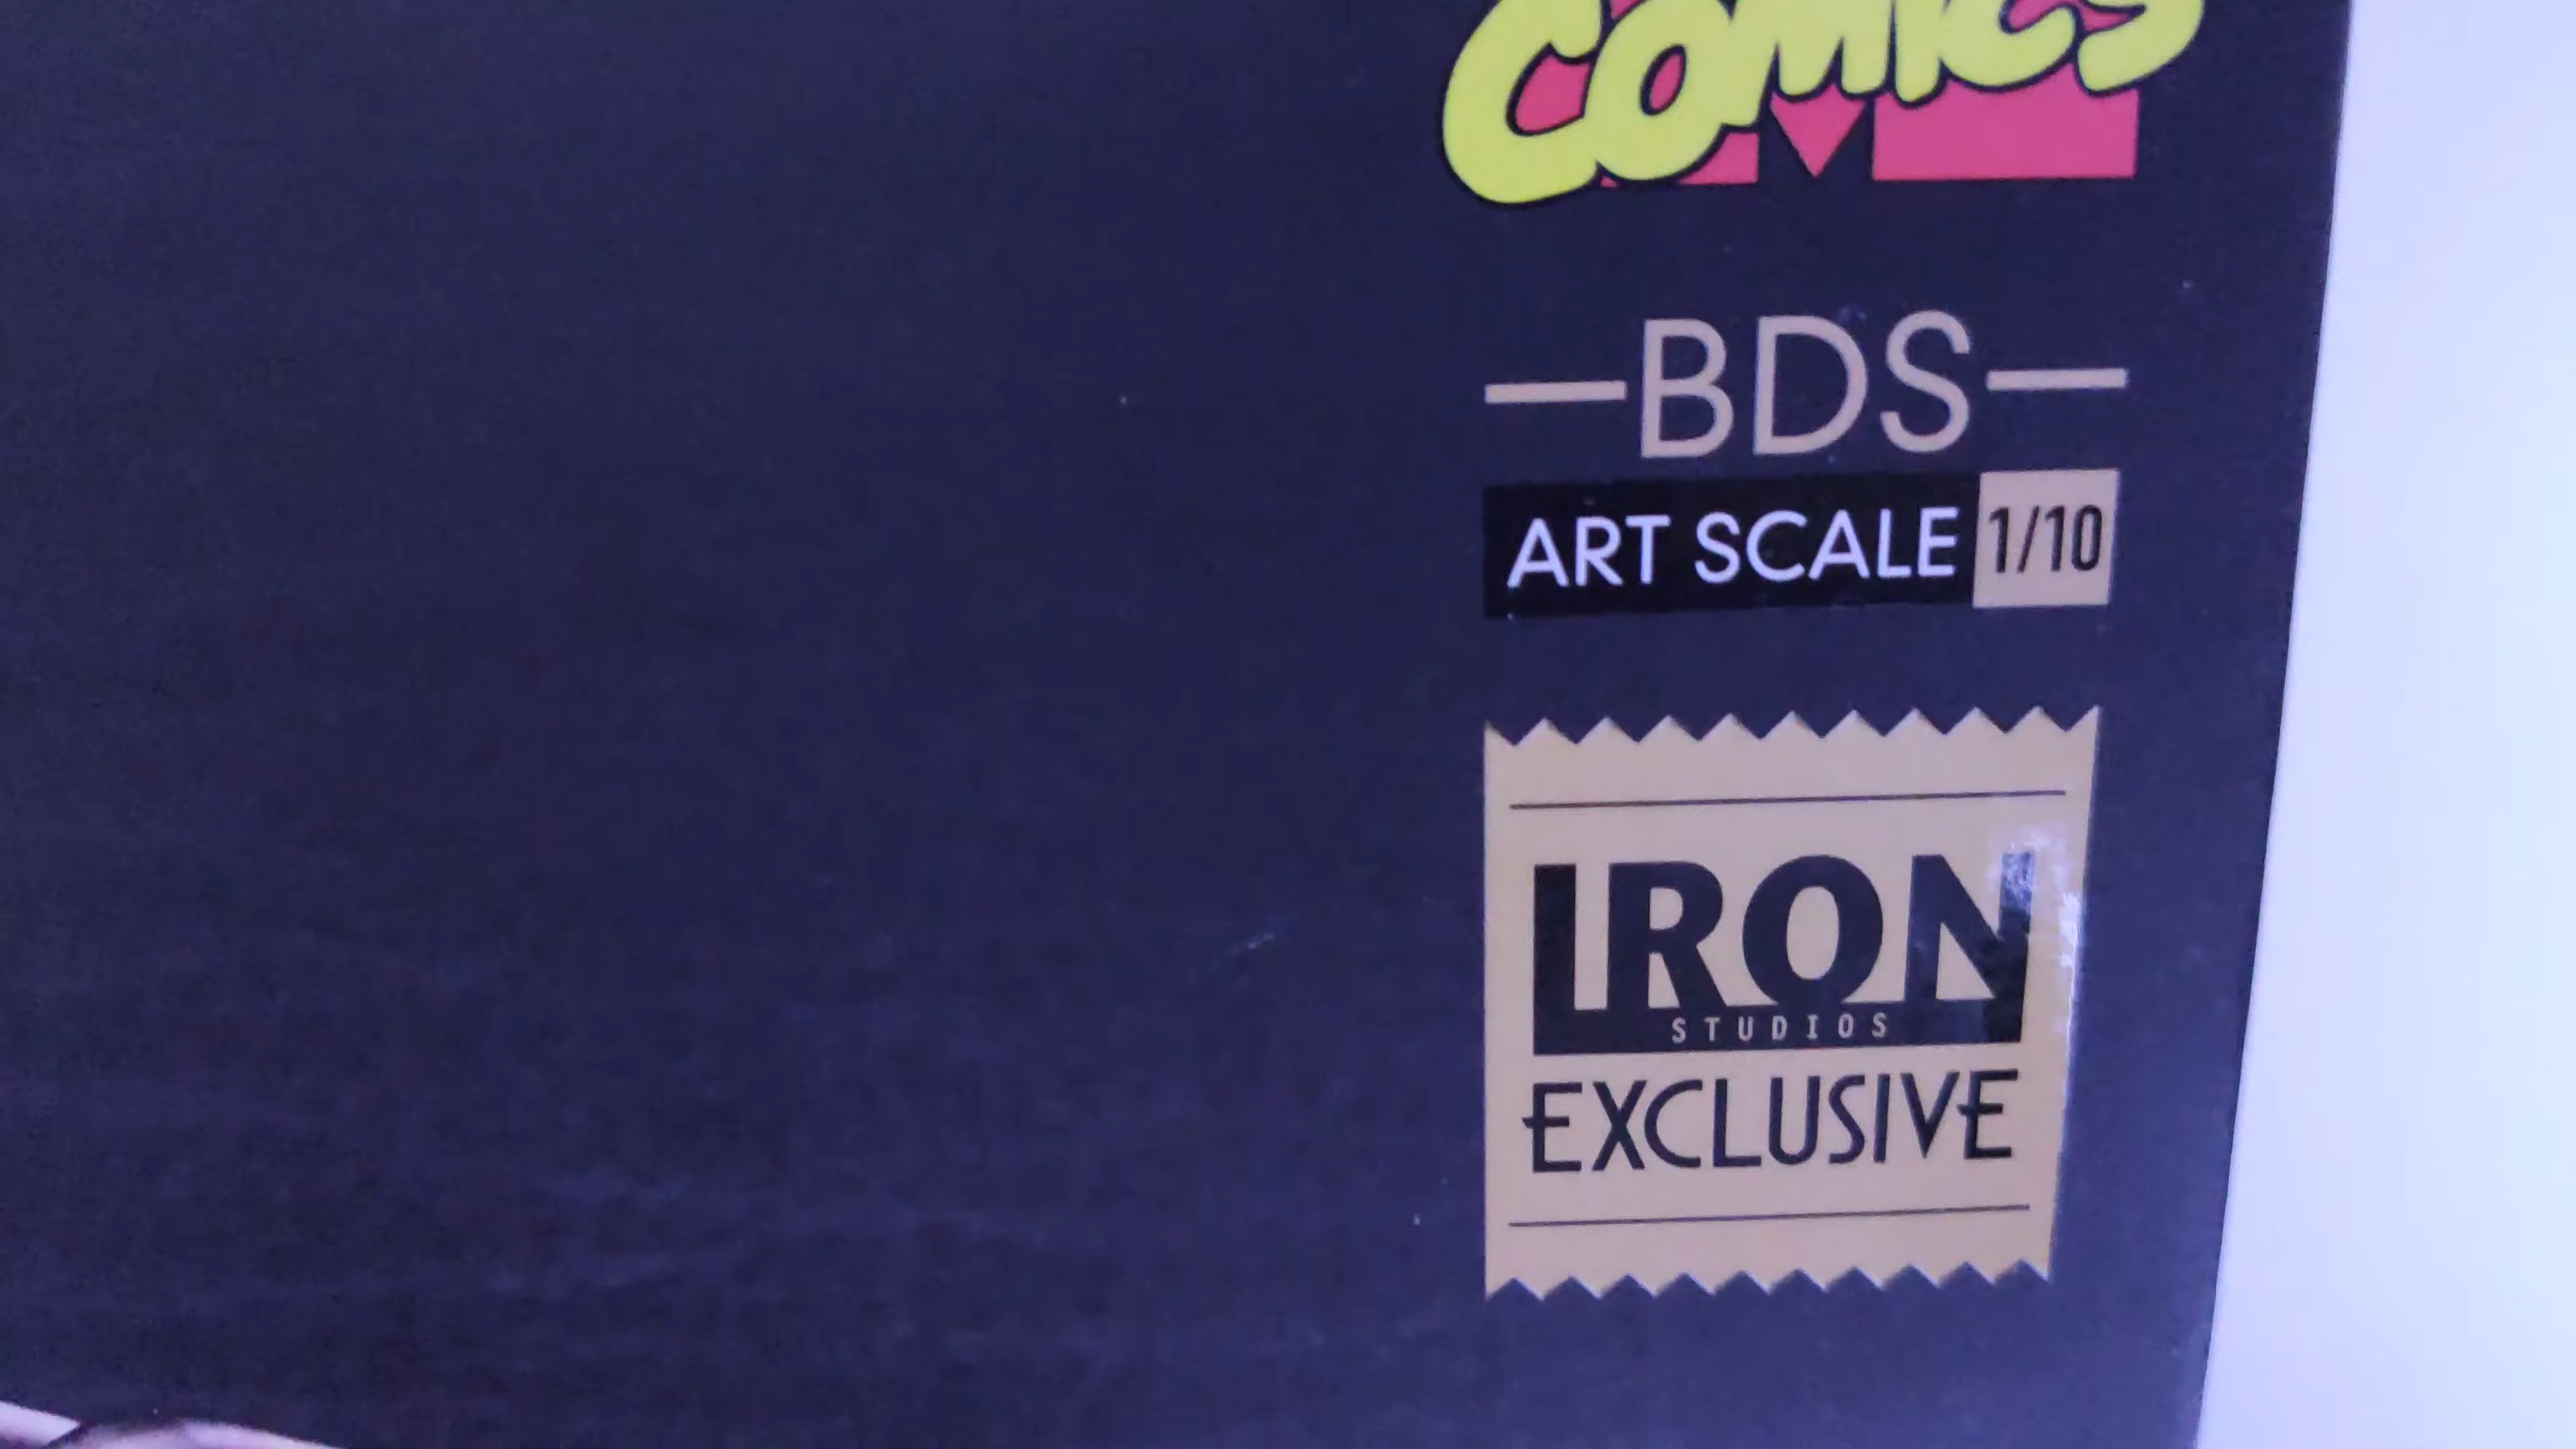 COMICS
BDS
ART SCALE 1/10
IRON
STUDIOS
EXCLUSIVE